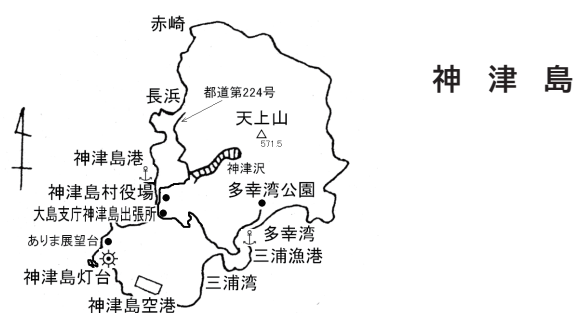 赤崎
神津島
長浜
都道第224号
天上山
571.5
神津島港
神津沢
神津島村役場
多幸湾公園
大島支庁神津島出張所
多幸湾
ありま展望台
三浦漁港
神津島灯台
三浦湾
神津島空港